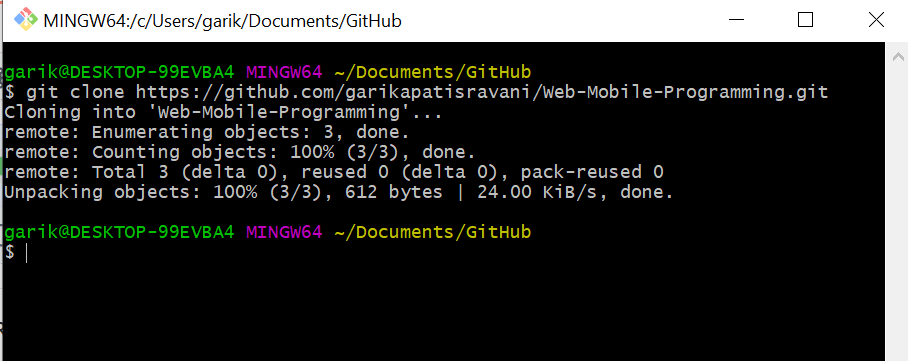 MINGW64:/c/Users/garik/Documents/GitHub
garik@DESKTOP-99EVBA4 MINGW64 ~/Documents/GitHub
$ git clone https://github.com/garikapatisravani/Web-Mobile-Programming.git
Cloning into 'Web-Mobile-Programming'...
remote: Enumerating objects: 3, done.
remote: Counting objects: 100% (3/3), done.
remote: Total 3 (delta 0), reused 0 (delta 0), pack-reused 0
Unpacking objects: 100% (3/3), 612 bytes | 24.00 KiB/s, done.
garik@DESKTOP-99EVBA4 MINGW64 ~/Documents/GitHub
$